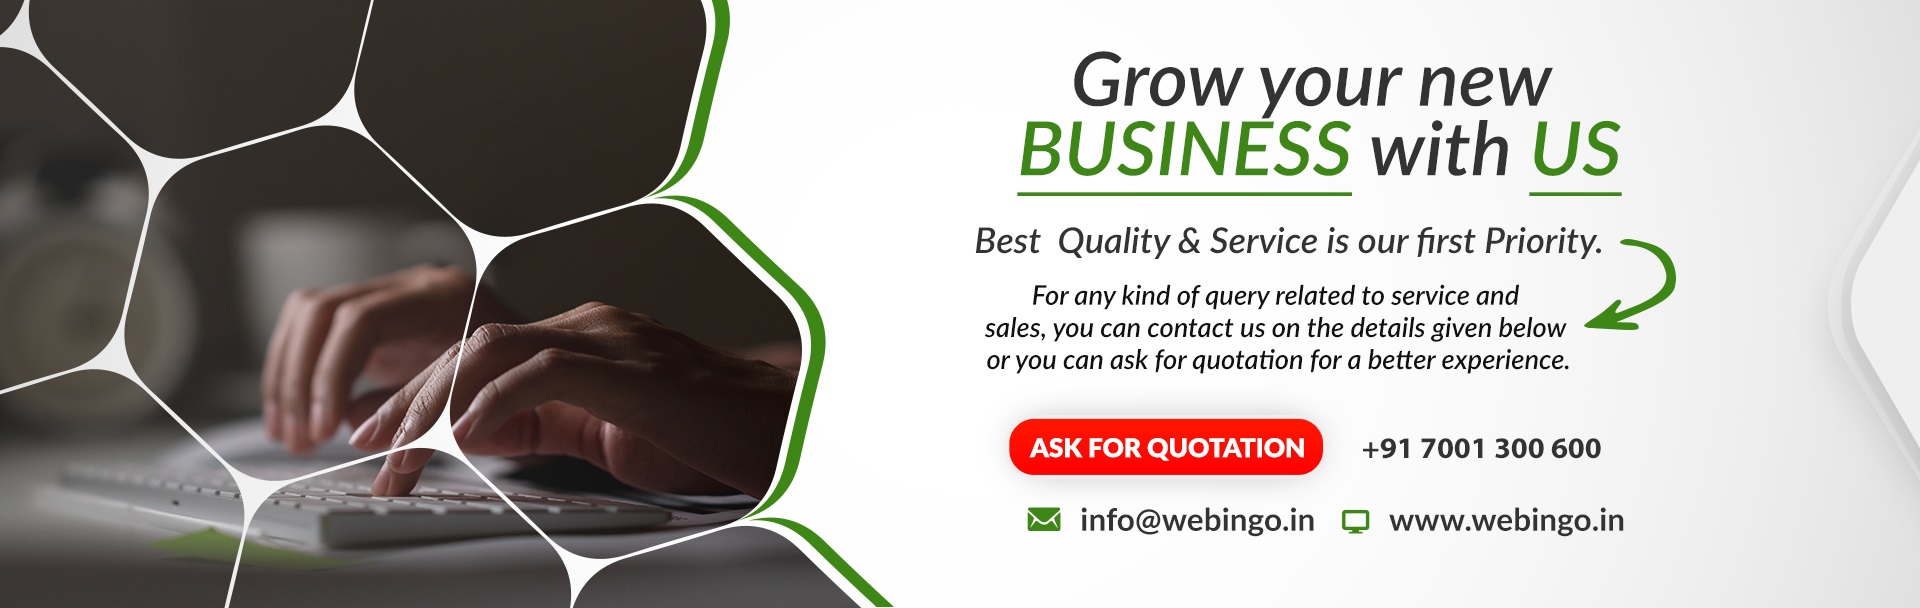 Grow your new
BUSINESS with US
Best Quality & Service is our first Priority.
For any kind of query related to service and
sales, you can contact us on the details given below
or you can ask for quotation for a better experience.
ASK FOR QUOTATION +91 7001 300 600
info@webingo.in www.webingo.in